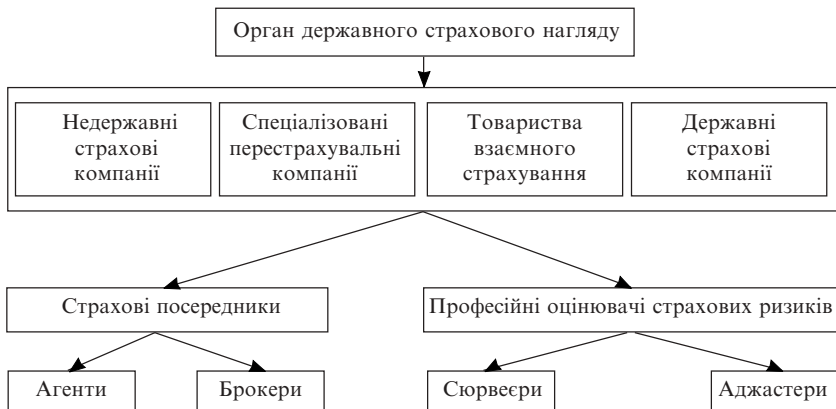 Орган державного страхового нагляду
Недержавні
страхові
компанії
Спеціалізовані
перестрахувальні
компанії
Товариства
взаємного
страхування
Державні
страхові
компанії
Страхові посередники
Професійні оцінювачі страхових ризиків
Агенти
Брокери
Сюрвеєри
Аджастери